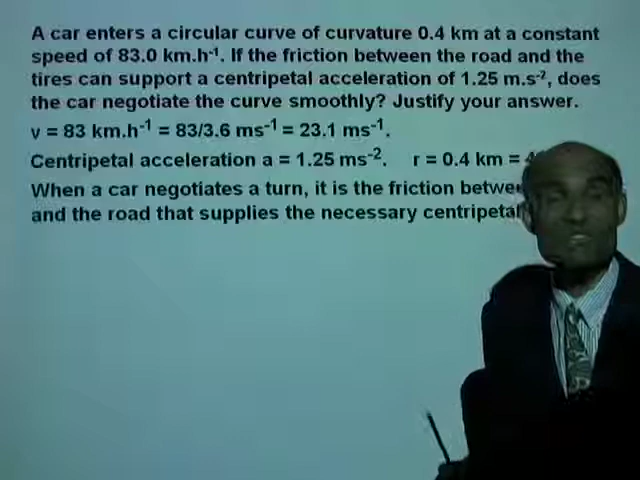 A car enters a circular curve of curvature 0.4 km at a constant
speed of 83.0 km.h⁻¹. If the friction between the road and the
tires can support a centripetal acceleration of 1.25 m.s⁻², does
the car negotiate the curve smoothly? Justify your answer.
v = 83 km.h⁻¹ = 83/3.6 ms⁻¹ = 23.1 ms⁻¹.
Centripetal acceleration a = 1.25 ms⁻². r = 0.4 km =
When a car negotiates a turn, it is the friction
and the road that supplies the necessary centripetal